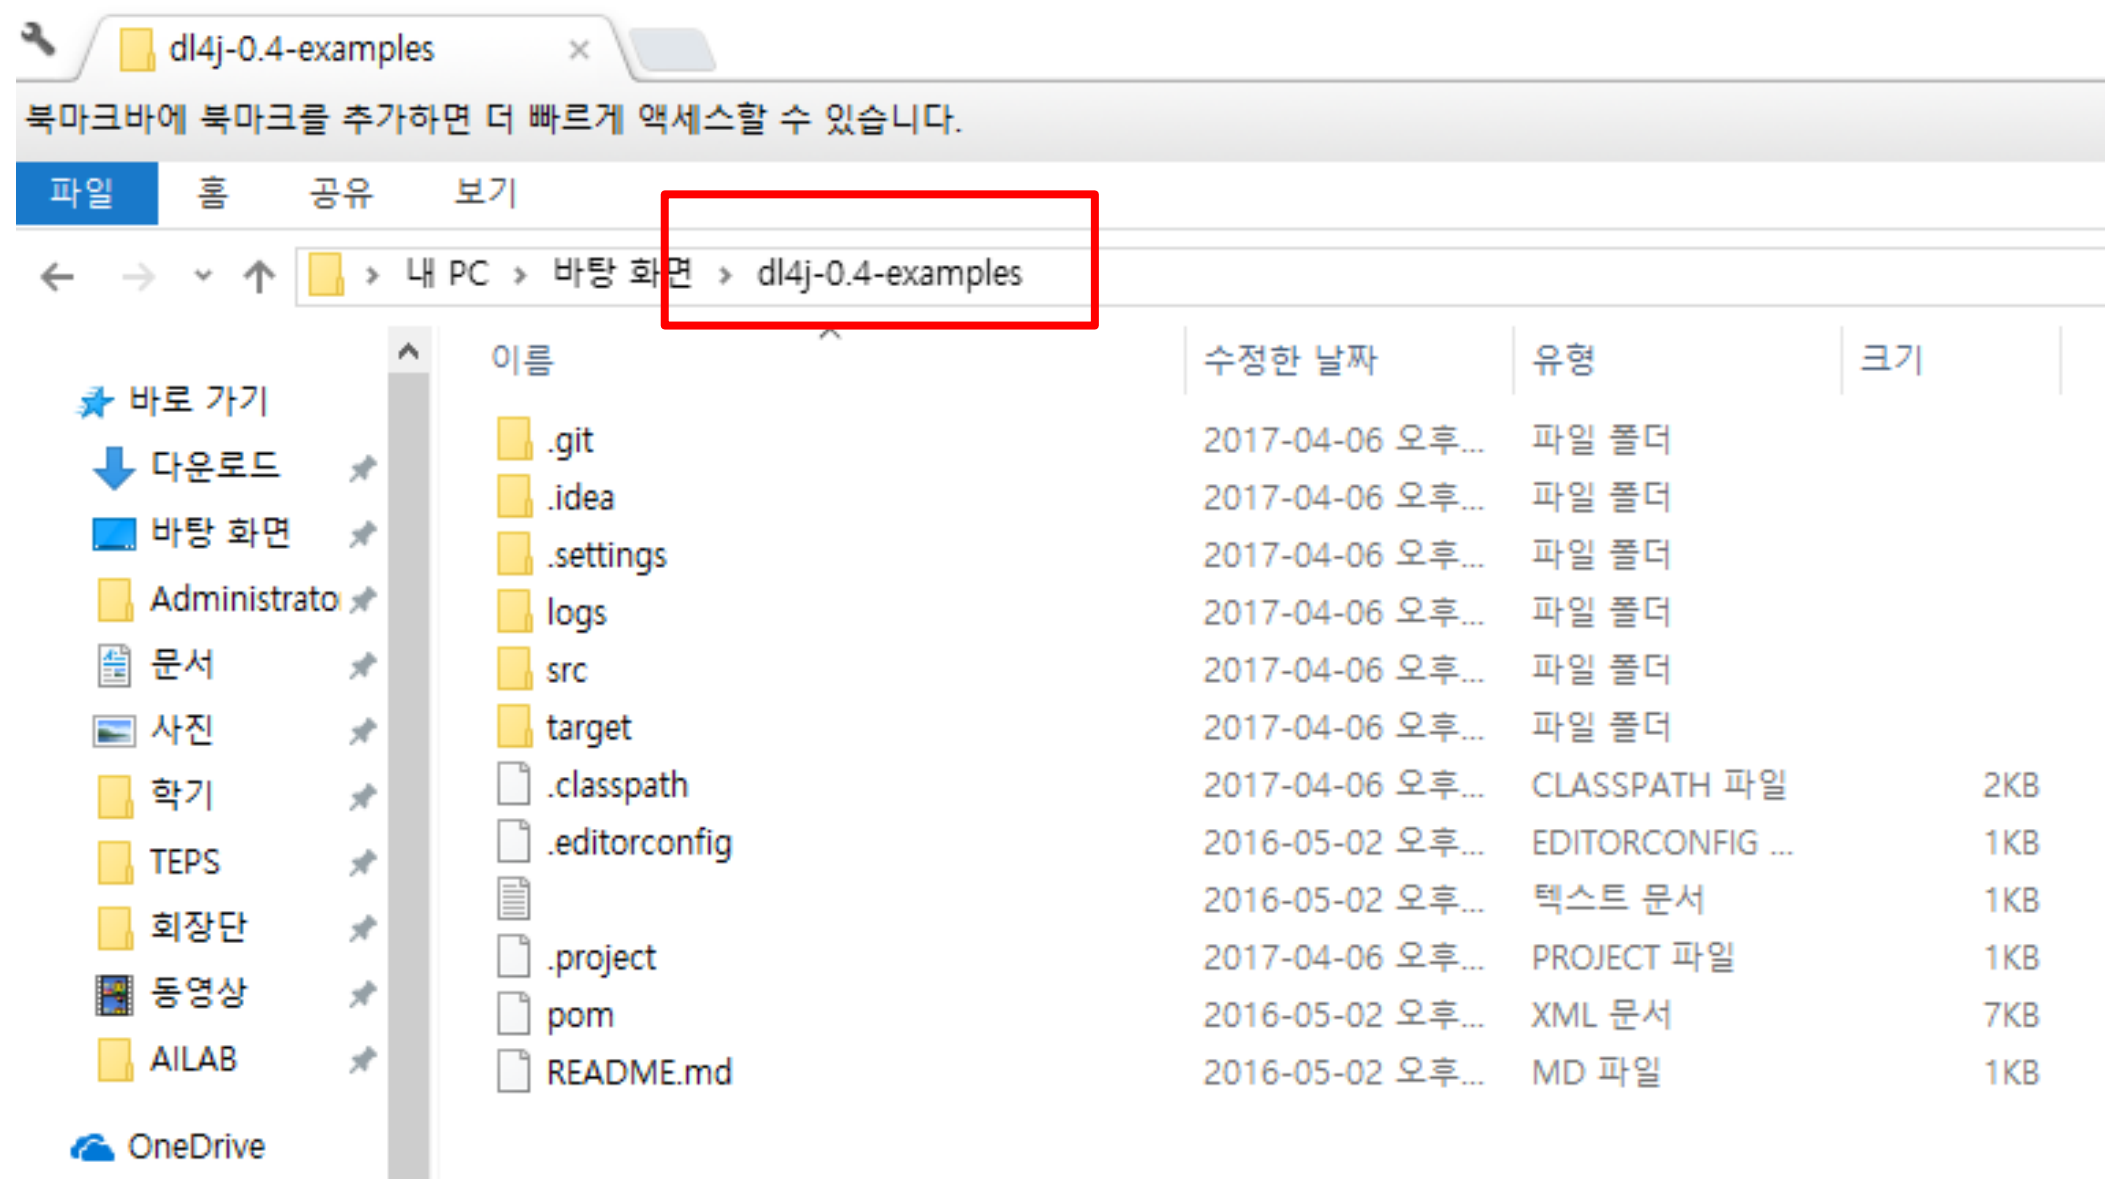 dl4j-0.4-examples
북마크바에 북마크를 추가하면 더 빠르게 액세스할 수 있습니다.
파일 홈 공유 보기
내 PC > 바탕 화면 > dl4j-0.4-examples
이름 수정한 날짜 유형 크기
바로 가기
다운로드
바탕 화면
Administrato
문서
사진
학기
TEPS
회장단
동영상
AILAB
OneDrive
.git 2017-04-06 오후... 파일 폴더
.idea 2017-04-06 오후... 파일 폴더
.settings 2017-04-06 오후... 파일 폴더
logs 2017-04-06 오후... 파일 폴더
src 2017-04-06 오후... 파일 폴더
target 2017-04-06 오후... 파일 폴더
.classpath 2017-04-06 오후... CLASSPATH 파일 2KB
.editorconfig 2016-05-02 오후... EDITORCONFIG ... 1KB
2016-05-02 오후... 텍스트 문서 1KB
.project 2017-04-06 오후... PROJECT 파일 1KB
pom 2016-05-02 오후... XML 문서 7KB
README.md 2016-05-02 오후... MD 파일 1KB